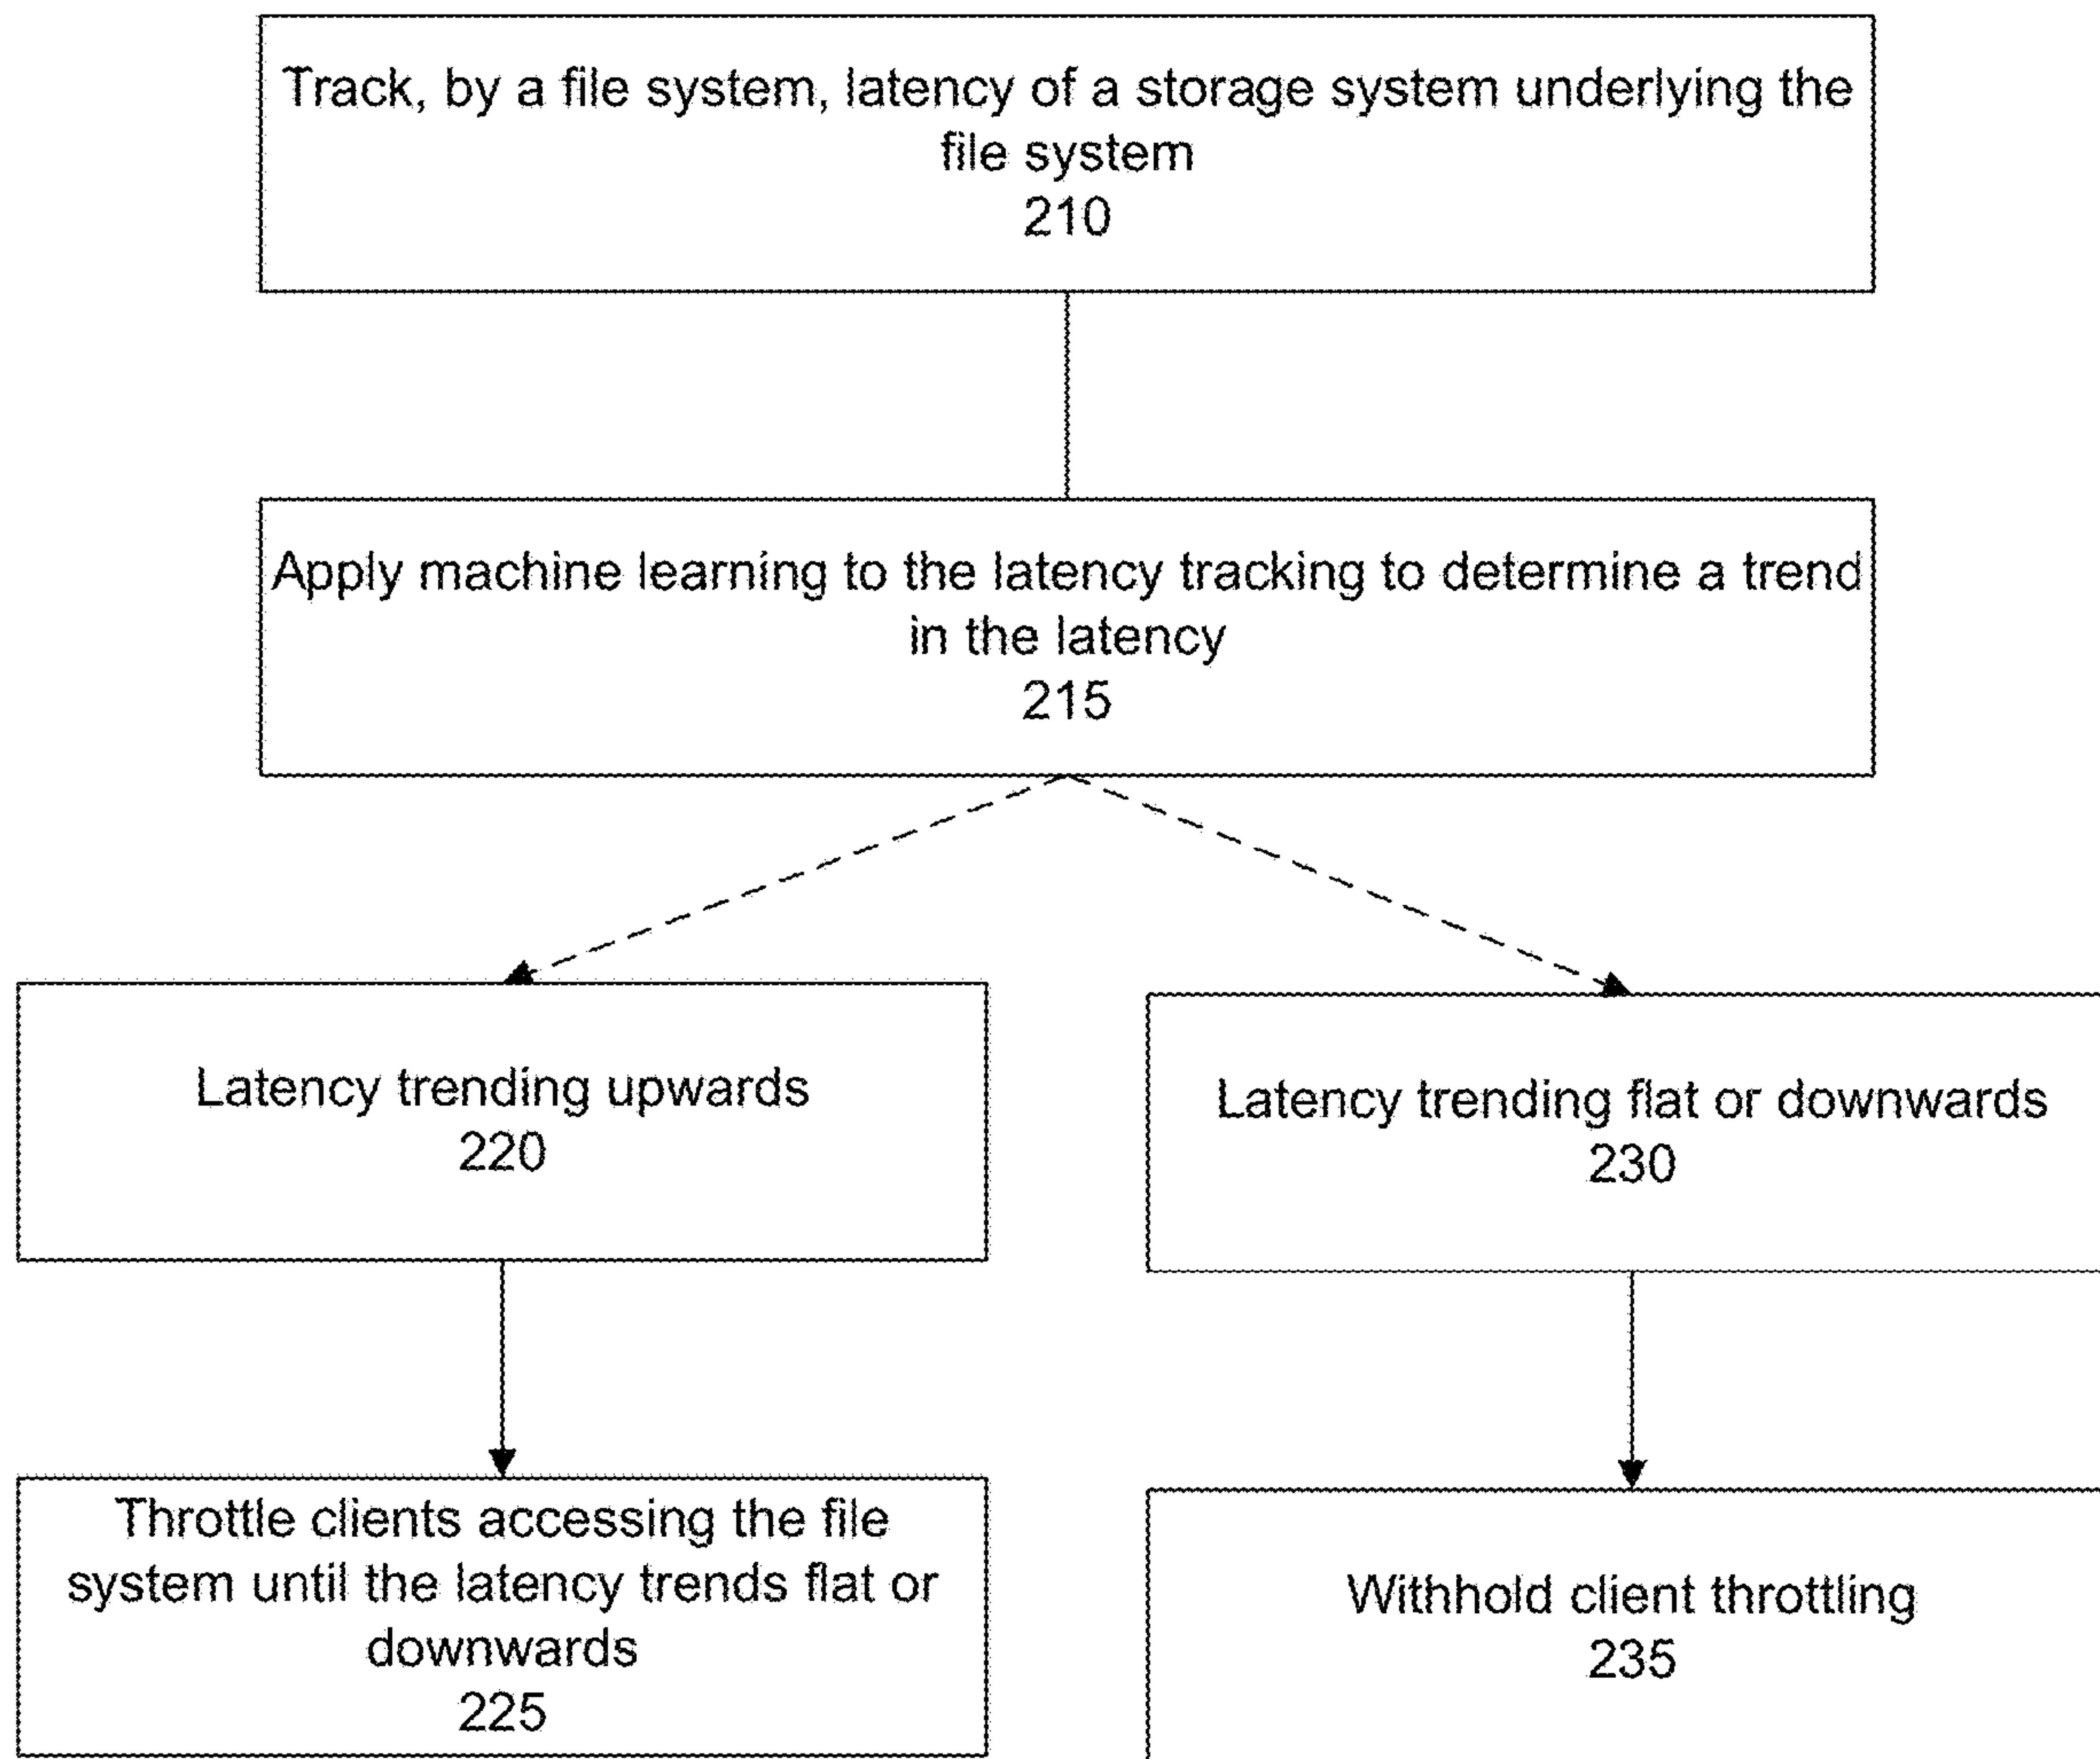 Track, by a file system, latency of a storage system underlying the
file system
210
Apply machine learning to the latency tracking to determine a trend
in the latency
215
Latency trending upwards
220
Latency trending flat or downwards
230
Throttle clients accessing the file
system until the latency trends flat or
downwards
225
Withhold client throttling
235